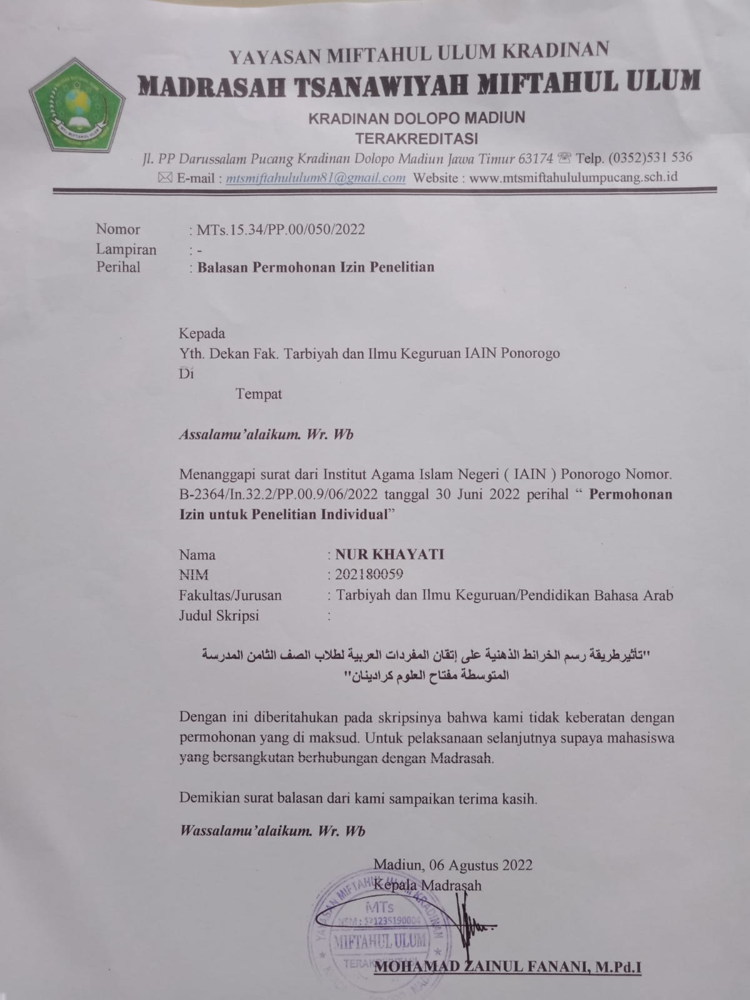 YAYASAN MIFTAHUL ULUM KRADINAN
MADRASAH TSANAWIYAH MIFTAHUL ULUM
KRADINAN DOLOPO MADIUN
TERAKREDITASI
Jl. PP Darussalam Pucang Kradinan Dolopo Madiun Jawa Timur 63174 ☏ Telp. (0352)531 536
✉ E-mail : mtsmiftahululum81@gmail.com Website : www.mtsmiftahululumpucang.sch.id
MTs MIFTAHUL ULUM
Nomor : MTs.15.34/PP.00/050/2022
Lampiran : -
Perihal : Balasan Permohonan Izin Penelitian
Kepada
Yth. Dekan Fak. Tarbiyah dan Ilmu Keguruan IAIN Ponorogo
Di
Tempat
Assalamu’alaikum. Wr. Wb
Menanggapi surat dari Institut Agama Islam Negeri ( IAIN ) Ponorogo Nomor.
B-2364/In.32.2/PP.00.9/06/2022 tanggal 30 Juni 2022 perihal “ Permohonan
Izin untuk Penelitian Individual”
Nama : NUR KHAYATI
NIM : 202180059
Fakultas/Jurusan : Tarbiyah dan Ilmu Keguruan/Pendidikan Bahasa Arab
Judul Skripsi :
"تأثيرطريقة رسم الخرائط الذهنية على إتقان المفردات العربية لطلاب الصف الثامن المدرسة
المتوسطة مفتاح العلوم كرادينان"
Dengan ini diberitahukan pada skripsinya bahwa kami tidak keberatan dengan
permohonan yang di maksud. Untuk pelaksanaan selanjutnya supaya mahasiswa
yang bersangkutan berhubungan dengan Madrasah.
Demikian surat balasan dari kami sampaikan terima kasih.
Wassalamu’alaikum. Wr. Wb
Madiun, 06 Agustus 2022
Kepala Madrasah
YAYASAN MIFTAHUL ULUM KRADINAN
MTs
MIFTAHUL ULUM
MOHAMAD ZAINUL FANANI, M.Pd.I